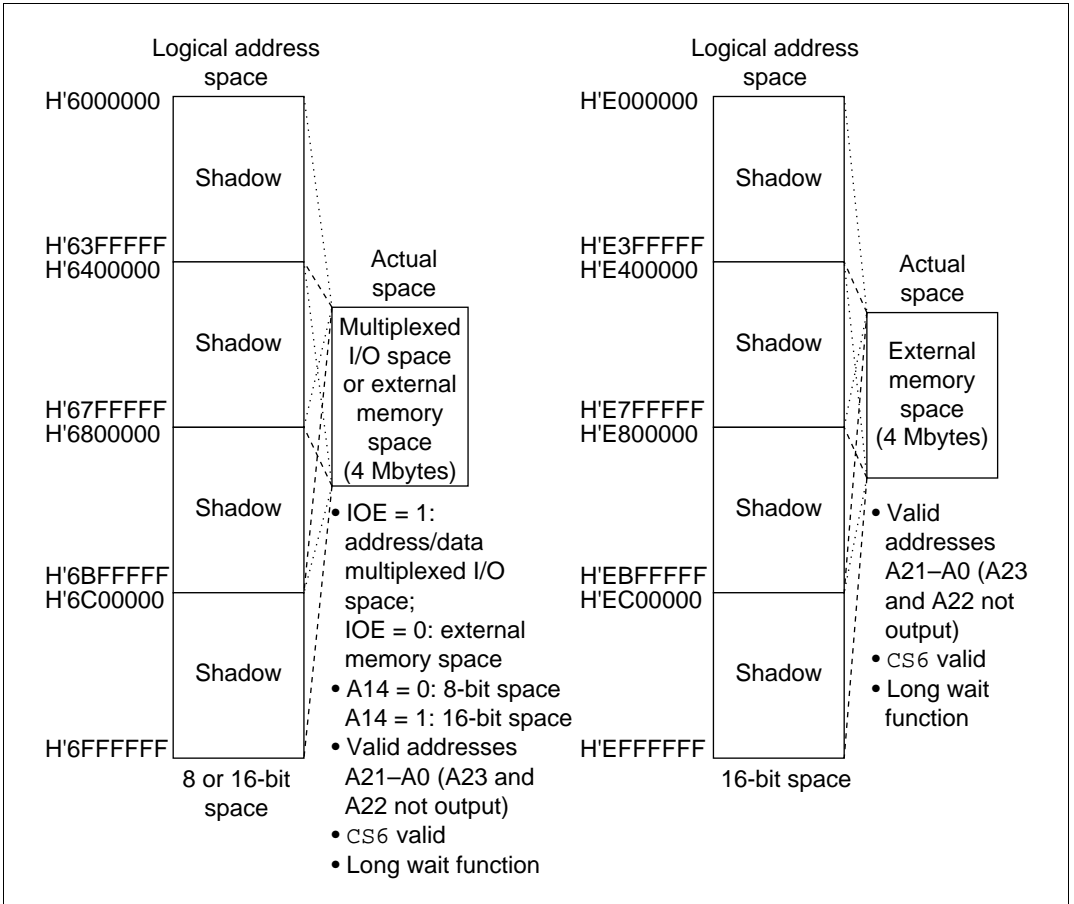 Logical address
space
H'6000000
Shadow
H'63FFFFF
H'6400000
Shadow
H'67FFFFF
H'6800000
Shadow
H'6BFFFFF
H'6C00000
Shadow
H'6FFFFFF
8 or 16-bit
space
Actual
space
Multiplexed
I/O space
or external
memory
space
(4 Mbytes)
• IOE = 1:
address/data
multiplexed I/O
space;
IOE = 0: external
memory space
• A14 = 0: 8-bit space
A14 = 1: 16-bit space
• Valid addresses
A21–A0 (A23 and
A22 not output)
• CS6 valid
• Long wait function
Logical address
space
H'E000000
Shadow
H'E3FFFFF
H'E400000
Shadow
H'E7FFFFF
H'E800000
Shadow
H'EBFFFFF
H'EC00000
Shadow
H'EFFFFFF
16-bit space
Actual
space
External
memory
space
(4 Mbytes)
• Valid
addresses
A21–A0 (A23
and A22 not
output)
• CS6 valid
• Long wait
function